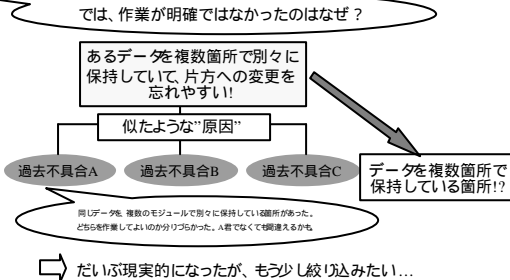 では、作業が明確ではなかったのはなぜ？
あるデータを複数箇所で別々に
保持していて、片方への変更を
忘れやすい!
似たような”原因”
過去不具合A
過去不具合B
過去不具合C
データを複数箇所で
保持している箇所!?
同じデータを、複数のモジュールで別々に保持している箇所があった。
どちらを作業してよいのか分りづらかった。A君でなくても間違えるかも。
だいぶ現実的になったが、もう少し絞り込みたい…